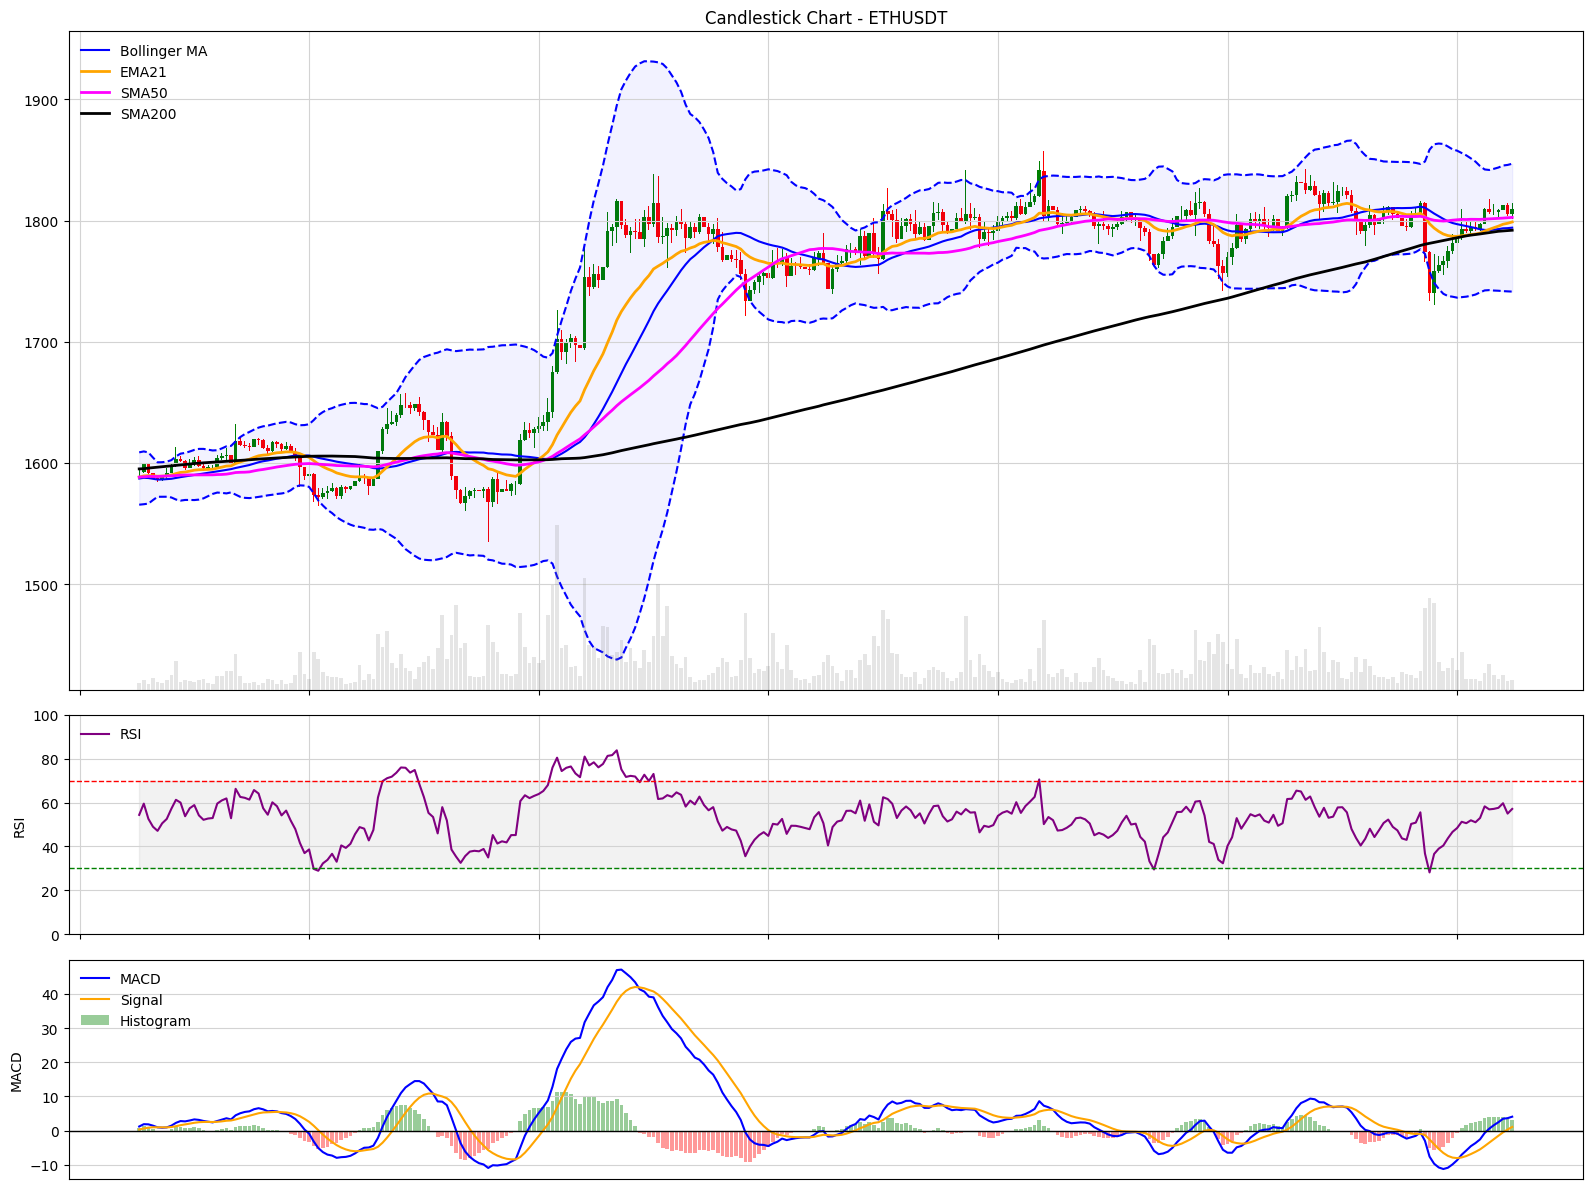 Candlestick Chart - ETHUSDT
Bollinger MA
EMA21
SMA50
SMA200
1900
1800
1700
1600
1500
RSI
100
80
60
40
20
0
RSI
MACD
Signal
Histogram
40
30
20
10
0
−10
MACD